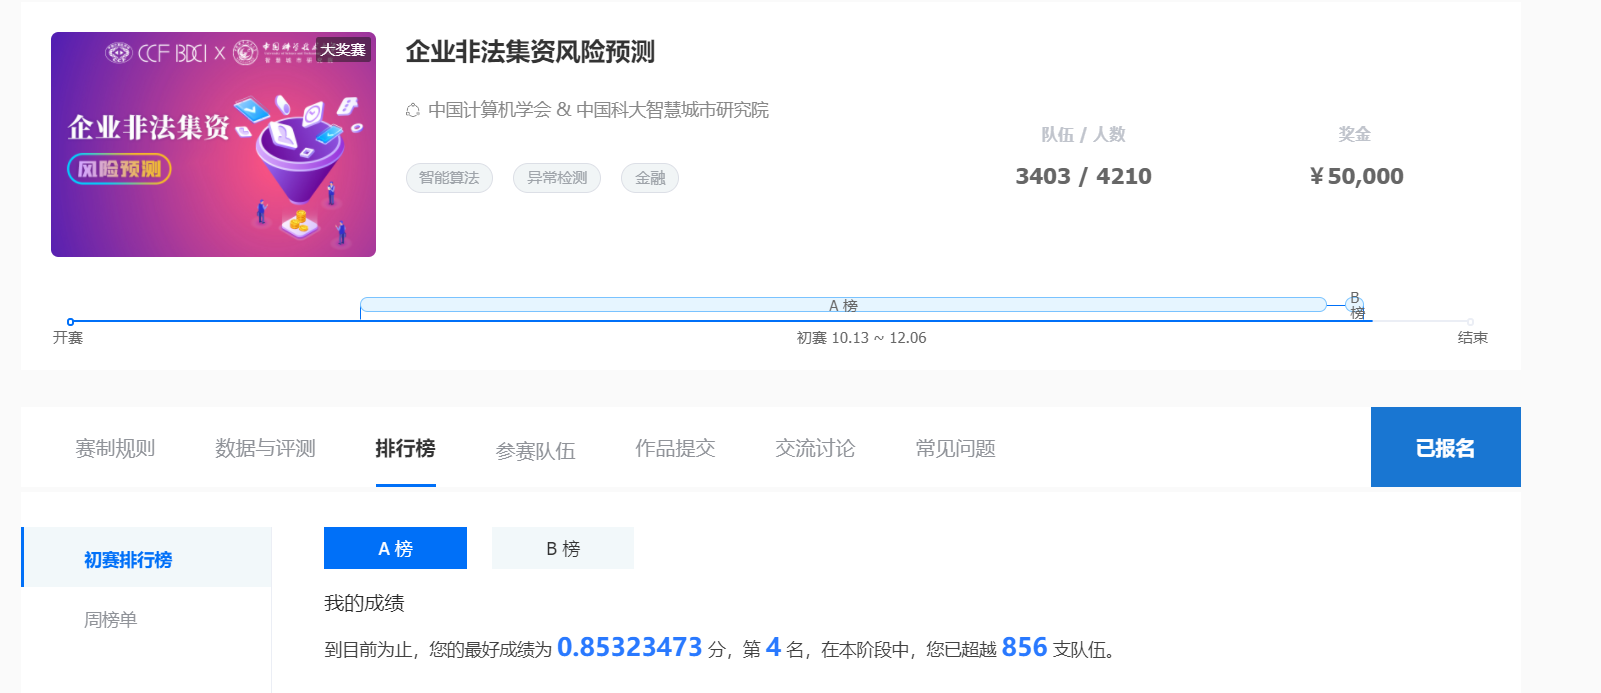 CCF BDCI X 中国科学技术
大奖赛
智慧城市研究院
企业非法集资
风险预测
企业非法集资风险预测
中国计算机学会 & 中国科大智慧城市研究院
智能算法 异常检测 金融
队伍 / 人数 奖金
3403 / 4210 ¥50,000
A 榜 B 榜
开赛 初赛 10.13 ~ 12.06 结束
赛制规则 数据与评测 排行榜 参赛队伍 作品提交 交流讨论 常见问题 已报名
初赛排行榜
周榜单
A 榜 B 榜
我的成绩
到目前为止，您的最好成绩为 0.85323473 分，第 4 名，在本阶段中，您已超越 856 支队伍。